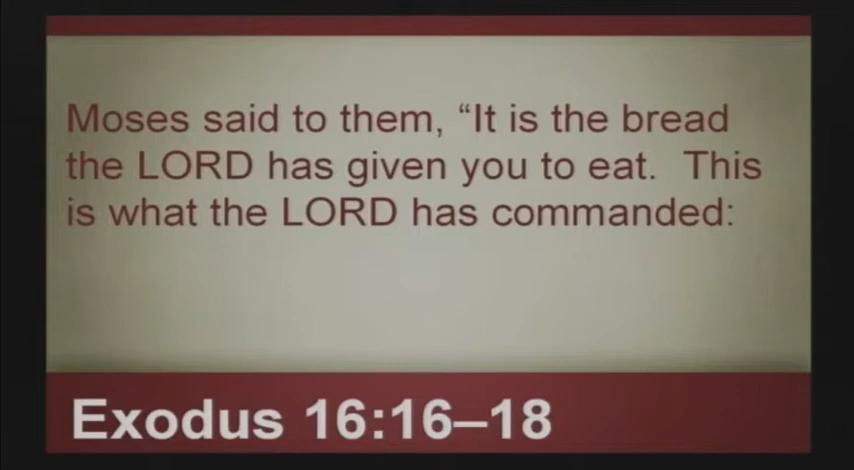 Moses said to them, “It is the bread
the LORD has given you to eat.  This
is what the LORD has commanded:
Exodus 16:16–18